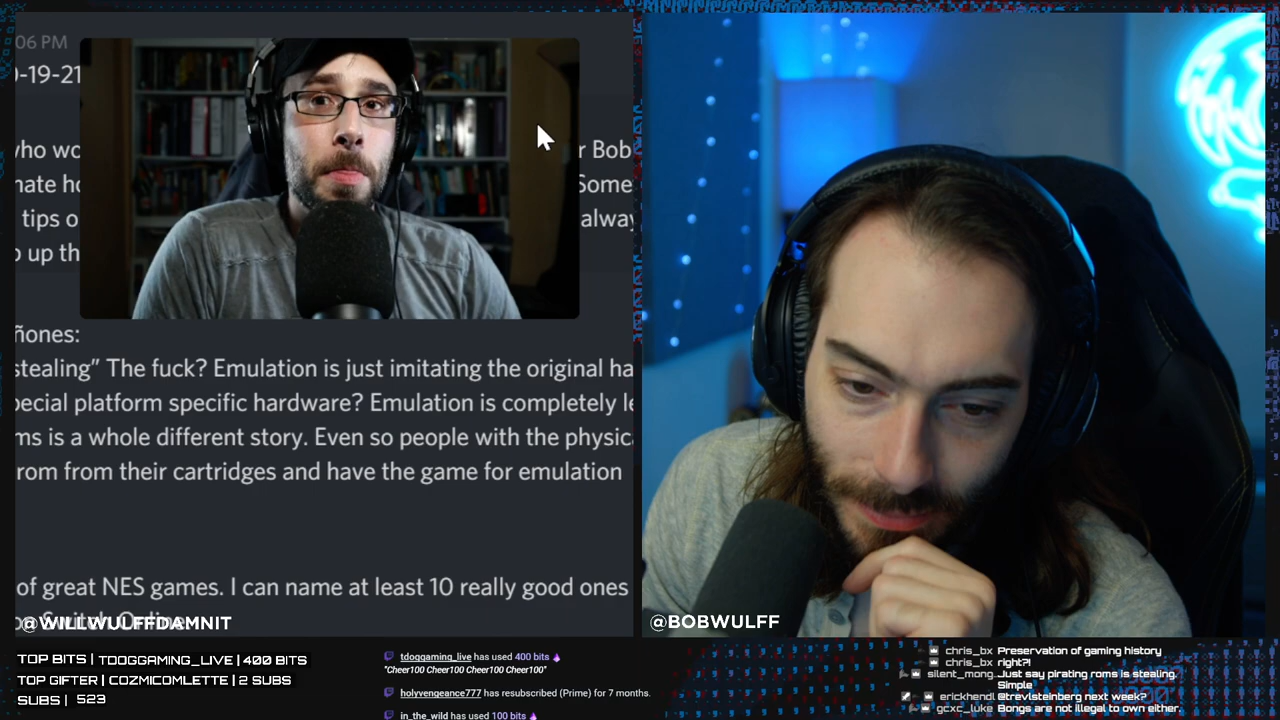 06 PM
-19-21
who wo
r Bob
nate ho
Some
tips o
alway
up th
ñones:
stealing” The fuck? Emulation is just imitating the original ha
pecial platform specific hardware? Emulation is completely le
ms is a whole different story. Even so people with the physica
rom from their cartridges and have the game for emulation
of great NES games. I can name at least 10 really good ones
@WILLWULFFDAMNIT
@BOBWULFF
TOP BITS | TDOGGAMING_LIVE | 400 BITS
TOP GIFTER | COZMICOMLETTE | 2 SUBS
SUBS | 523
tdoggaming_live has used 400 bits
"Cheer100 Cheer100 Cheer100 Cheer100"
holyvengeance777 has resubscribed (Prime) for 7 months.
in_the_wild has used 100 bits
chris_bx Preservation of gaming history
chris_bx right?!
silent_mong Just say pirating roms is stealing.
Simple
erickhendl @trevlsteinberg next week?
gcxc_luke Bongs are not illegal to own either.